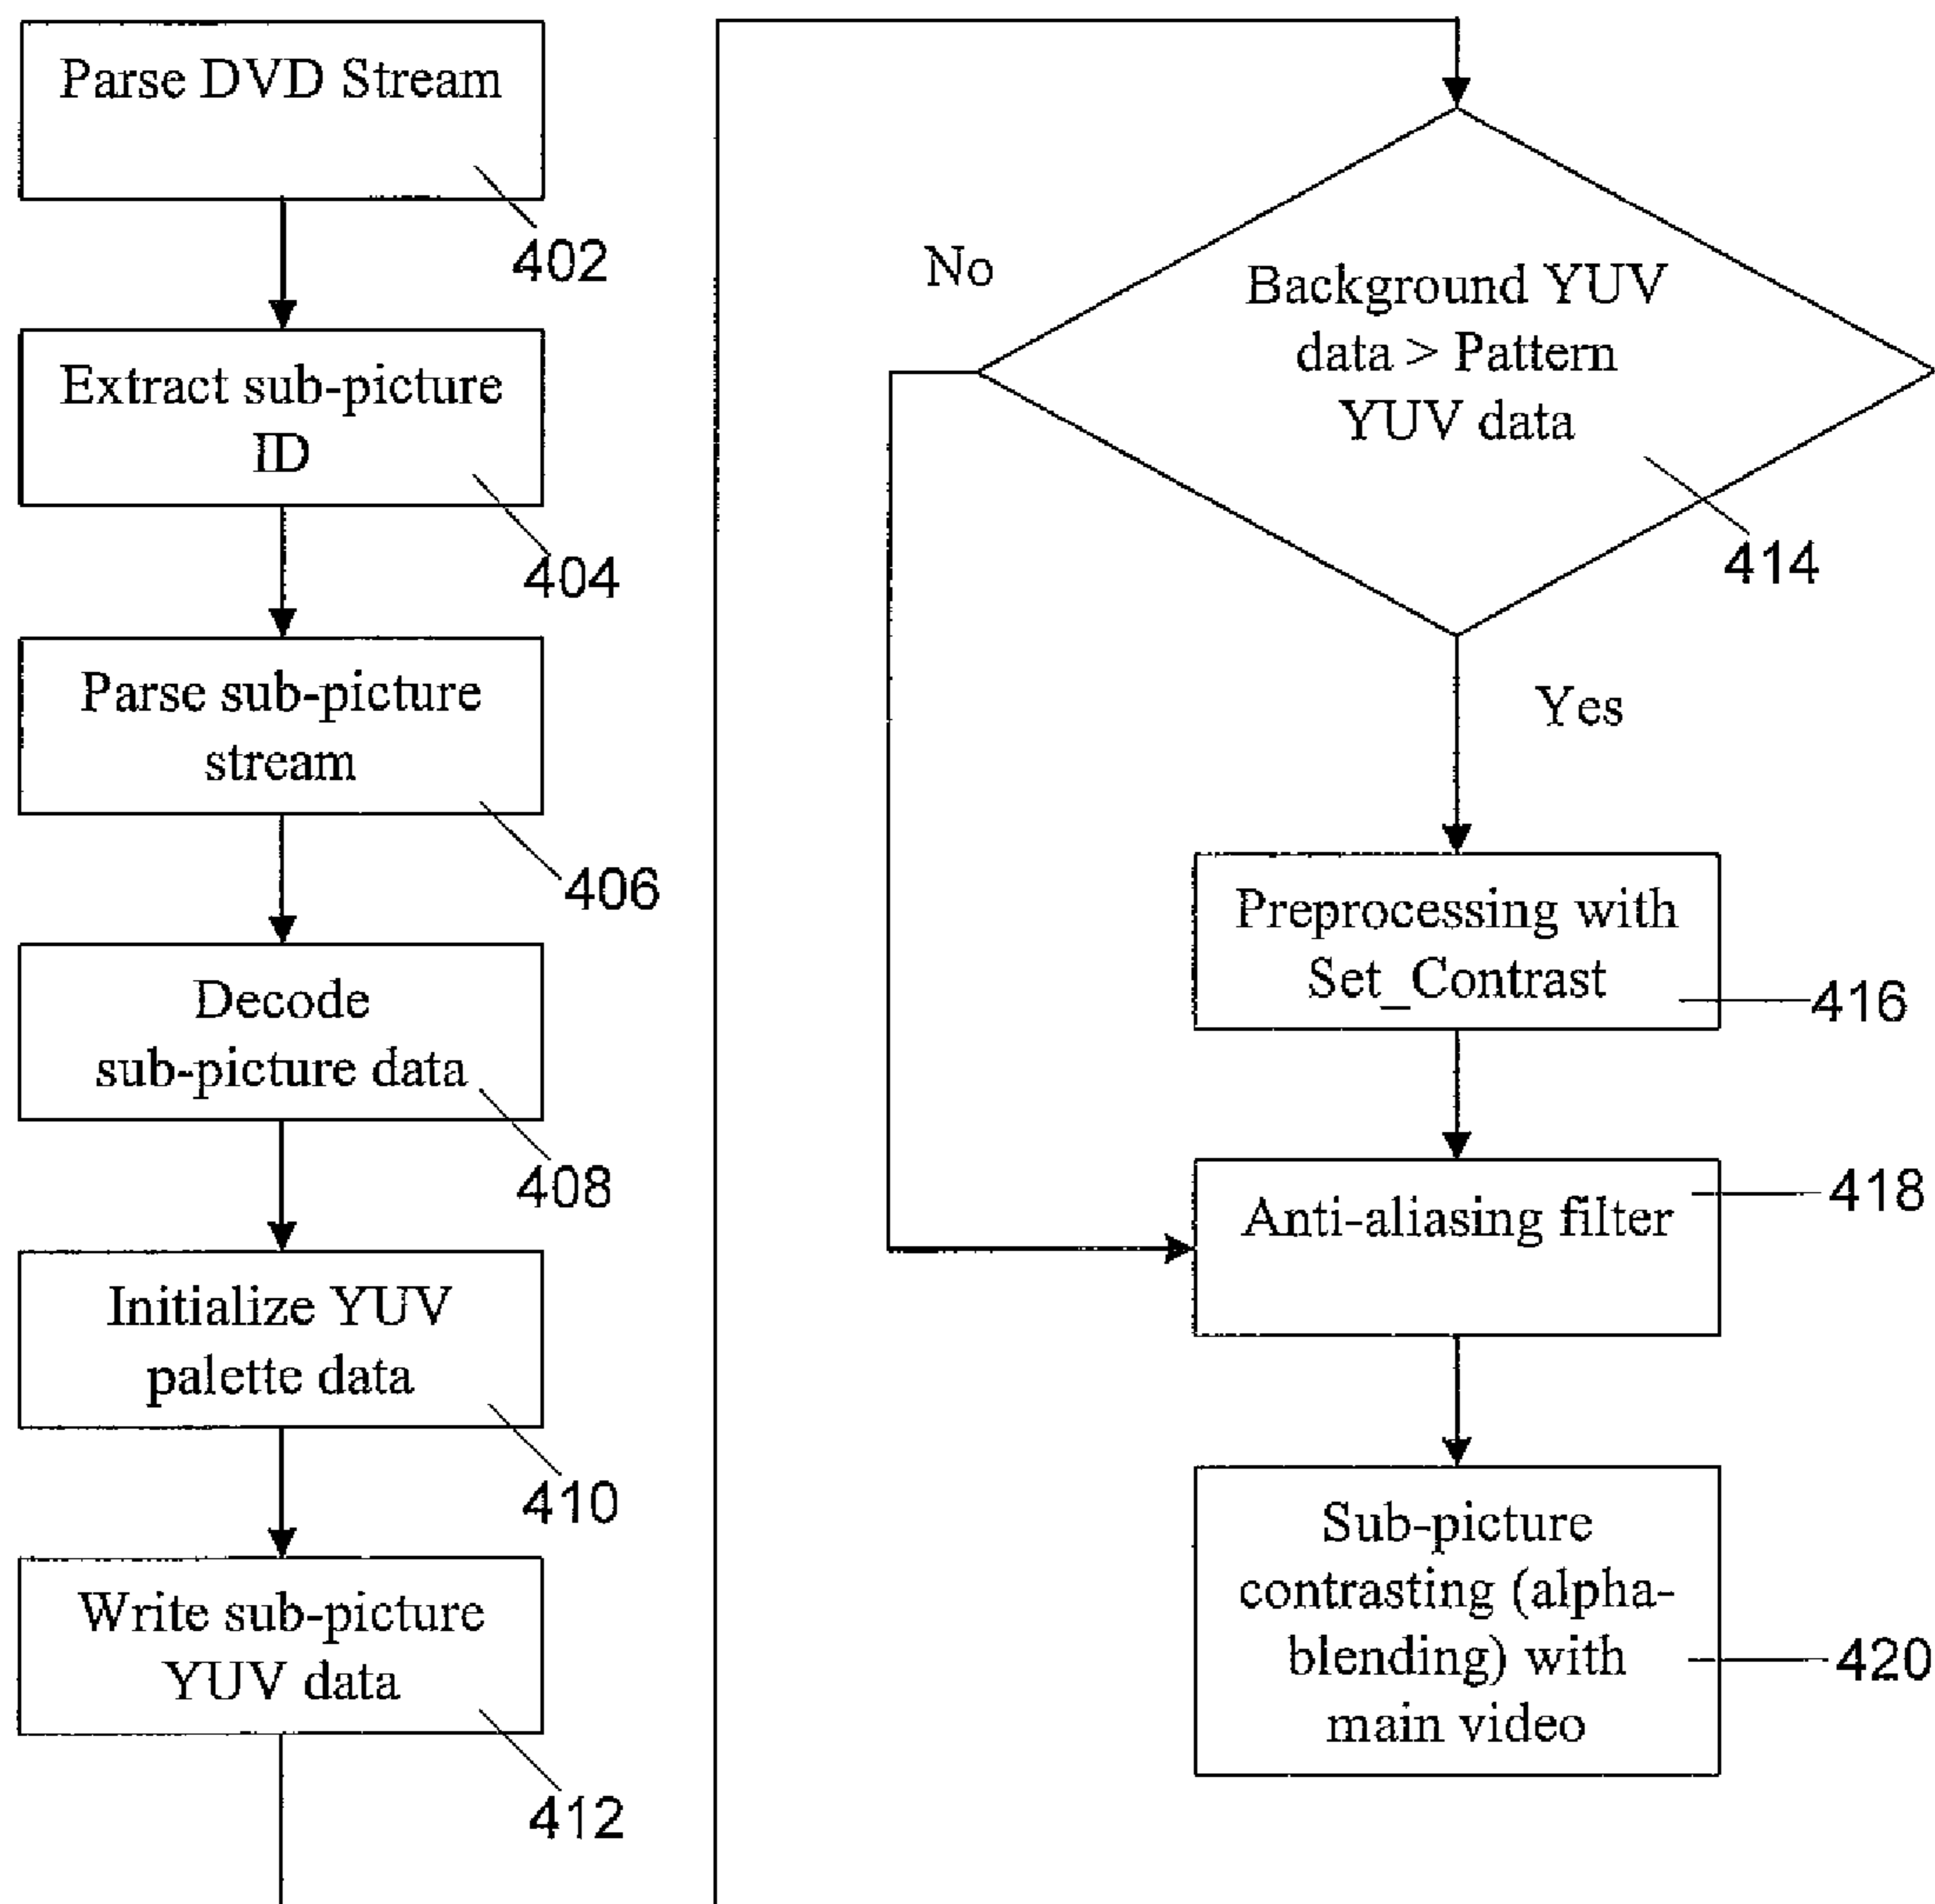 Parse DVD Stream
402
Extract sub-picture
ID
404
Parse sub-picture
stream
406
Decode
sub-picture data
408
Initialize YUV
palette data
410
Write sub-picture
YUV data
412
No
Background YUV
data > Pattern
YUV data
414
Yes
Preprocessing with
Set_Contrast
416
Anti-aliasing filter
418
Sub-picture
contrasting (alpha-
blending) with
main video
420